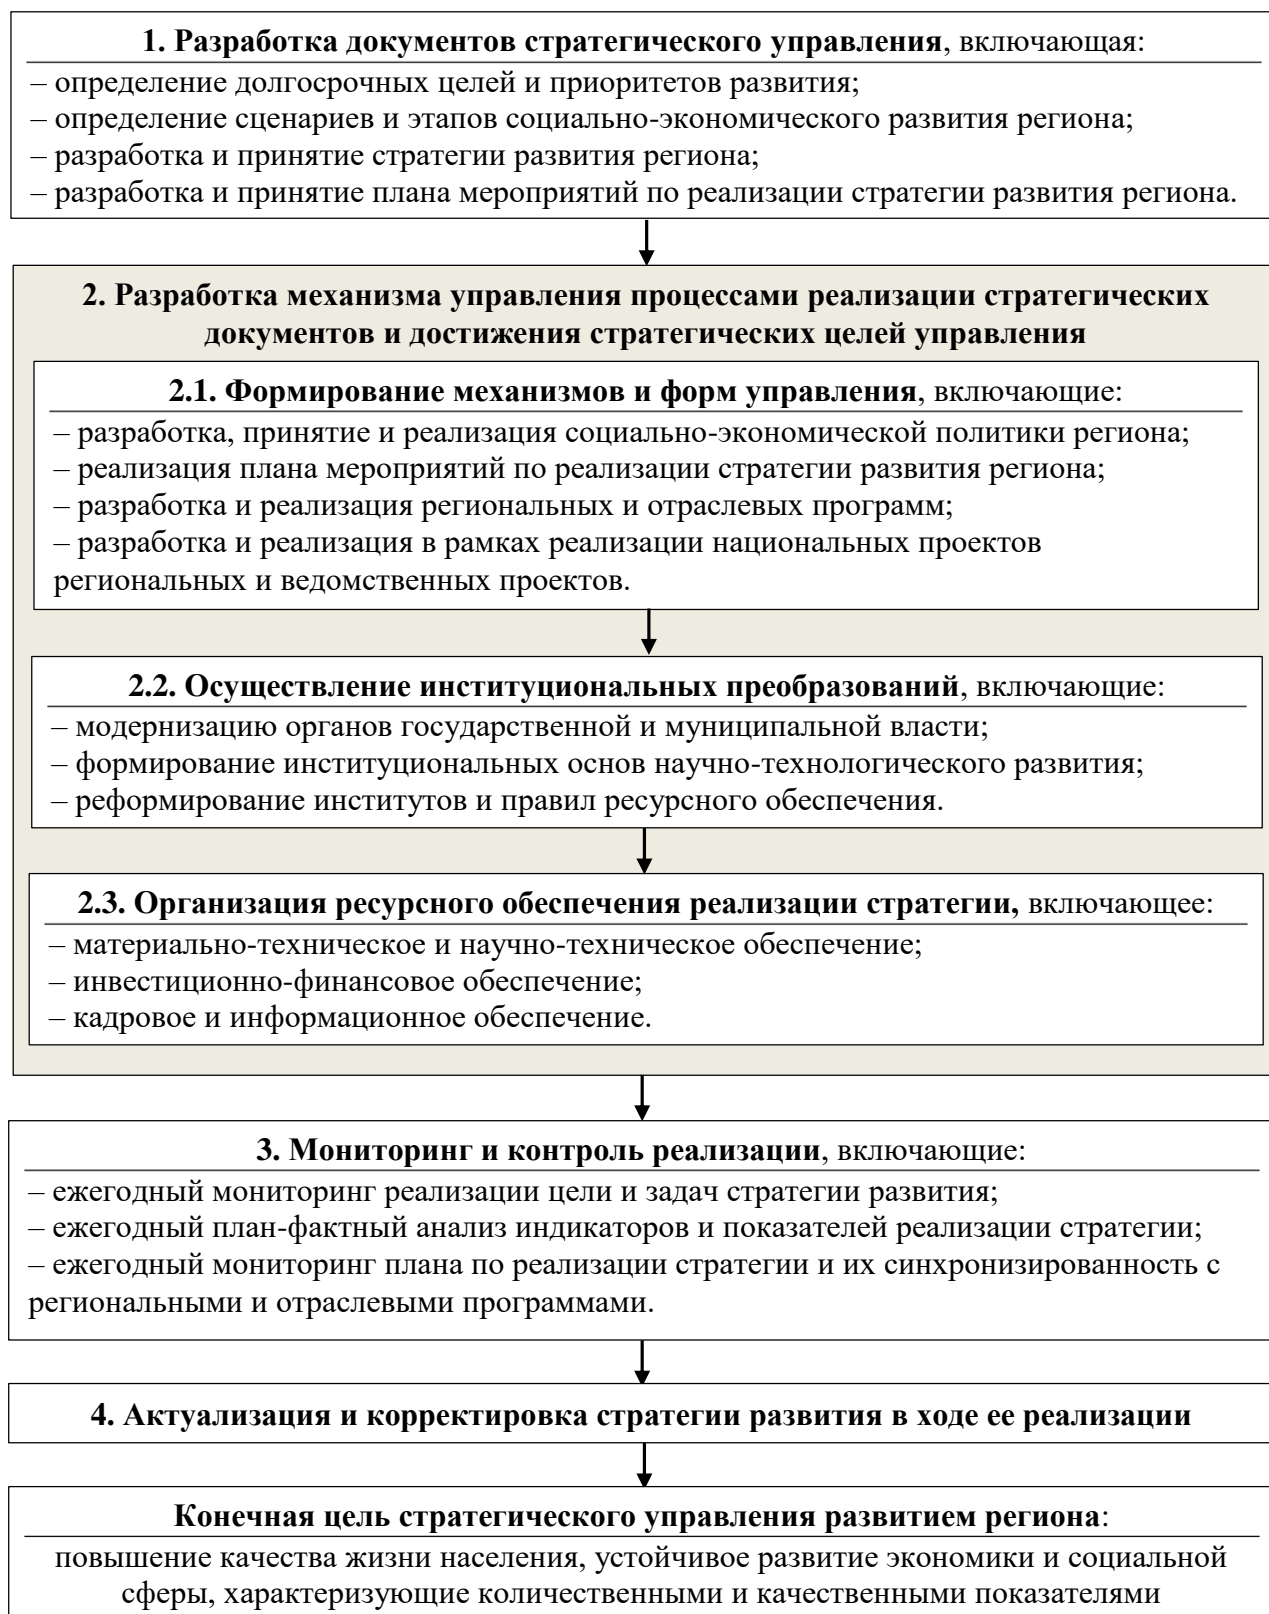 1. Разработка документов стратегического управления, включающая:
– определение долгосрочных целей и приоритетов развития;
– определение сценариев и этапов социально-экономического развития региона;
– разработка и принятие стратегии развития региона;
– разработка и принятие плана мероприятий по реализации стратегии развития региона.
2. Разработка механизма управления процессами реализации стратегических
документов и достижения стратегических целей управления
2.1. Формирование механизмов и форм управления, включающие:
– разработка, принятие и реализация социально-экономической политики региона;
– реализация плана мероприятий по реализации стратегии развития региона;
– разработка и реализация региональных и отраслевых программ;
– разработка и реализация в рамках реализации национальных проектов
региональных и ведомственных проектов.
2.2. Осуществление институциональных преобразований, включающие:
– модернизацию органов государственной и муниципальной власти;
– формирование институциональных основ научно-технологического развития;
– реформирование институтов и правил ресурсного обеспечения.
2.3. Организация ресурсного обеспечения реализации стратегии, включающее:
– материально-техническое и научно-техническое обеспечение;
– инвестиционно-финансовое обеспечение;
– кадровое и информационное обеспечение.
3. Мониторинг и контроль реализации, включающие:
– ежегодный мониторинг реализации цели и задач стратегии развития;
– ежегодный план-фактный анализ индикаторов и показателей реализации стратегии;
– ежегодный мониторинг плана по реализации стратегии и их синхронизированность с
региональными и отраслевыми программами.
4. Актуализация и корректировка стратегии развития в ходе ее реализации
Конечная цель стратегического управления развитием региона:
повышение качества жизни населения, устойчивое развитие экономики и социальной
сферы, характеризующие количественными и качественными показателями